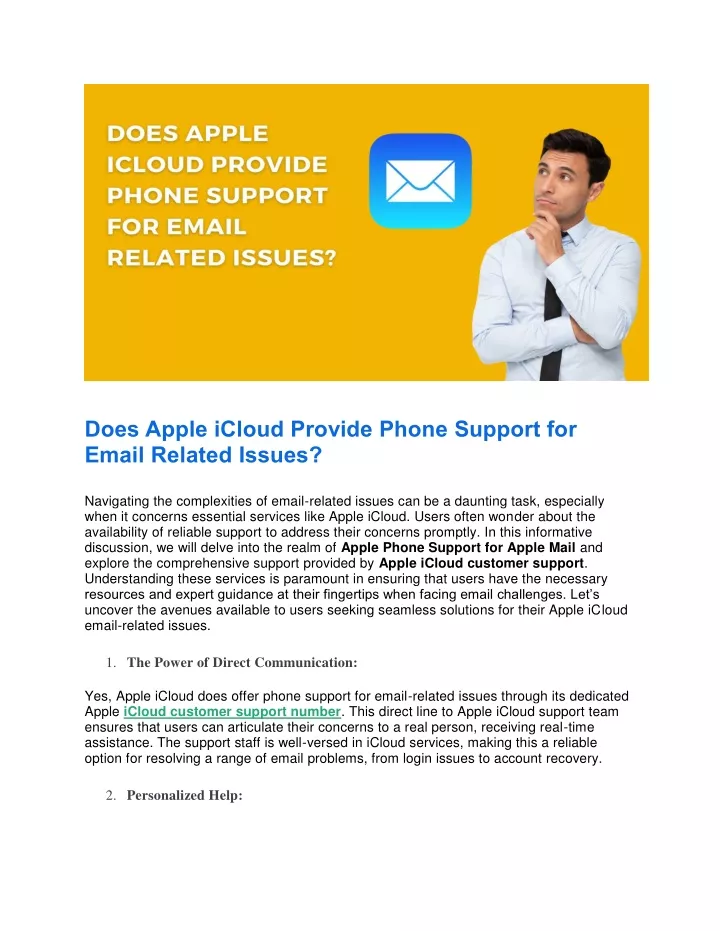 DOES APPLE
ICLOUD PROVIDE
PHONE SUPPORT
FOR EMAIL
RELATED ISSUES?
Does Apple iCloud Provide Phone Support for
Email Related Issues?
Navigating the complexities of email-related issues can be a daunting task, especially
when it concerns essential services like Apple iCloud. Users often wonder about the
availability of reliable support to address their concerns promptly. In this informative
discussion, we will delve into the realm of Apple Phone Support for Apple Mail and
explore the comprehensive support provided by Apple iCloud customer support.
Understanding these services is paramount in ensuring that users have the necessary
resources and expert guidance at their fingertips when facing email challenges. Let's
uncover the avenues available to users seeking seamless solutions for their Apple iCloud
email-related issues.
1. The Power of Direct Communication:
Yes, Apple iCloud does offer phone support for email-related issues through its dedicated
Apple iCloud customer support number. This direct line to Apple iCloud support team
ensures that users can articulate their concerns to a real person, receiving real-time
assistance. The support staff is well-versed in iCloud services, making this a reliable
option for resolving a range of email problems, from login issues to account recovery.
2. Personalized Help: